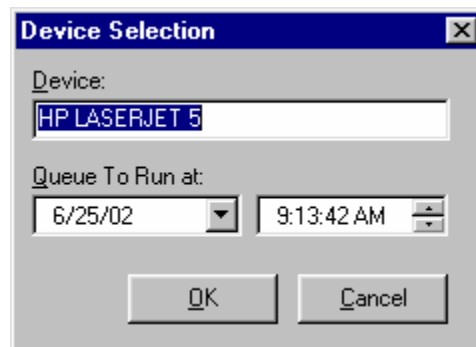 Device Selection
Device:
HP LASERJET 5
Queue To Run at:
6/25/02 9:13:42 AM
OK Cancel